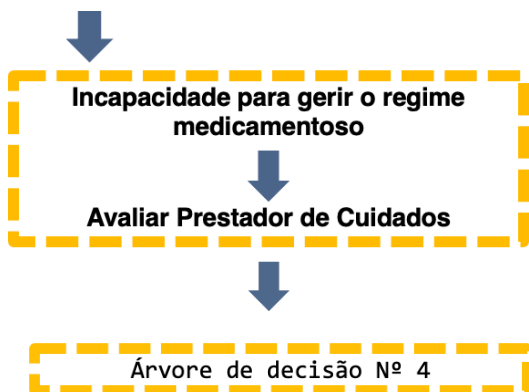 Incapacidade para gerir o regime
medicamentoso
Avaliar Prestador de Cuidados
Árvore de decisão Nº 4